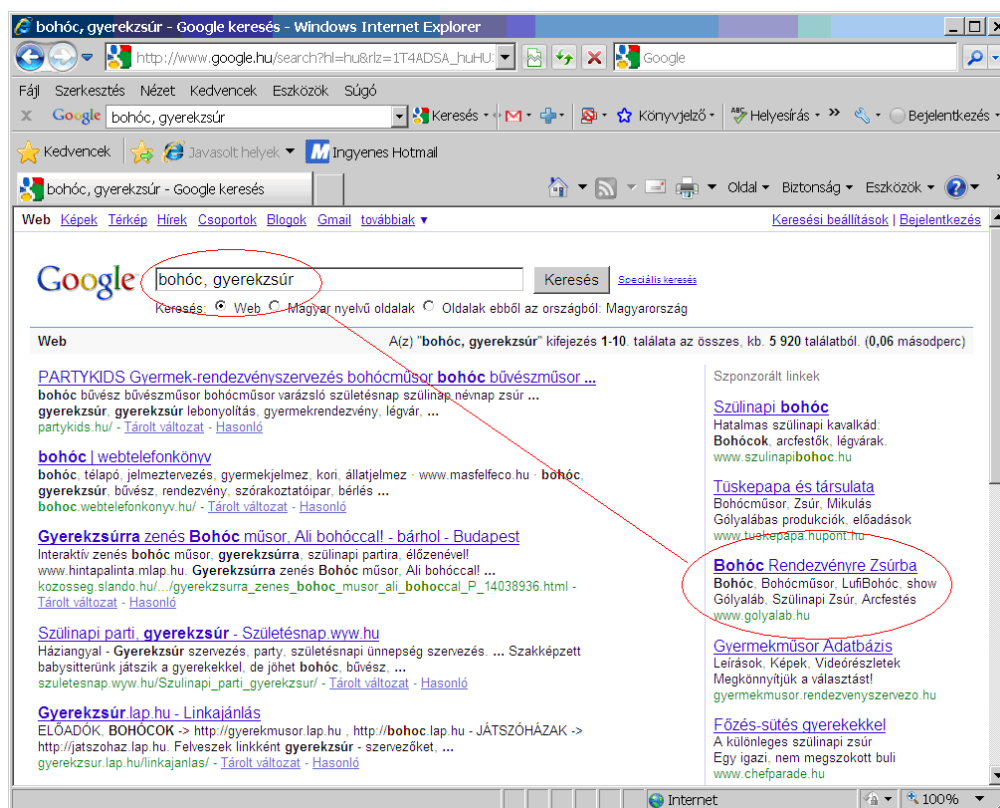 bohóc, gyerekzsúr - Google keresés - Windows Internet Explorer
http://www.google.hu/search?hl=hu&rlz=1T4ADSA_huHU
Google
Fájl Szerkesztés Nézet Kedvencek Eszközök Súgó
x Google bohóc, gyerekzsúr Keresés Könyvjelző Helyesírás » Bejelentkezés
Kedvencek Javasolt helyek Ingyenes Hotmail
bohóc, gyerekzsúr - Google keresés Oldal Biztonság Eszközök
Web Képek Térkép Hírek Csoportok Blogok Gmail továbbiak ▼ Keresési beállítások | Bejelentkezés
Google bohóc, gyerekzsúr Keresés Speciális keresés
Keresés: Web Magyar nyelvű oldalak Oldalak ebből az országból: Magyarország
Web A(z) "bohóc, gyerekzsúr" kifejezés 1-10. találata az összes, kb. 5 920 találatból. (0,06 másodperc)
PARTYKIDS Gyermek-rendezvényszervezés bohócműsor bohóc bűvészműsor ...
bohóc bűvész bűvészműsor bohócműsor varázsló születésnap szülinap névnap zsúr ...
gyerekzsúr, gyerekzsúr lebonyolítás, gyermekrendezvény, légvár, ...
partykids.hu/ - Tárolt változat - Hasonló
bohóc | webtelefonkönyv
bohóc, télapó, jelmeztervezés, gyermekjelmez, kori, állatjelmez · www.masfelfeco.hu · bohóc,
gyerekzsúr, bűvész, rendezvény, szórakoztatóipar, bérlés ...
bohoc.webtelefonkonyv.hu/ - Tárolt változat - Hasonló
Gyerekzsúrra zenés Bohóc műsor, Ali bohóccal! - bárhol - Budapest
Interaktív zenés bohóc műsor, gyerekzsúrra, szülinapi partira, élőzenével!
www.hintapalinta.mlap.hu. Gyerekzsúrra zenés Bohóc műsor, Ali bohóccal! ...
kozosseg.slando.hu/.../gyerekzsurra_zenes_bohoc_musor_ali_bohoccal_P_14038936.html -
Tárolt változat - Hasonló
Szülinapi parti, gyerekzsúr - Születésnap.wyw.hu
Háziangyal - Gyerekzsúr szervezés, party, születésnapi ünnepség szervezés. ... Szakképzett
babysitterünk játszik a gyerekekkel, de jöhet bohóc, bűvész, ...
szuletesnap.wyw.hu/Szulinapi_parti_gyerekzsur/ - Tárolt változat - Hasonló
Gyerekzsúr.lap.hu - Linkajánlás
ELŐADÓK, BOHÓCOK -> http://gyerekmusor.lap.hu , http://bohoc.lap.hu - JÁTSZÓHÁZAK ->
http://jatszohaz.lap.hu. Felveszek linkként gyerekzsúr - szervezőket, ...
gyerekzsur.lap.hu/linkajanlas/ - Tárolt változat - Hasonló
Szponzorált linkek
Szülinapi bohóc
Hatalmas szülinapi kavalkád:
Bohócok, arcfestők, légvárak.
www.szulinapibohoc.hu
Tüskepapa és társulata
Bohócműsor, Zsúr, Mikulás
Gólyalábas produkciók, előadások
www.tuskepapa.hupont.hu
Bohóc Rendezvényre Zsúrba
Bohóc, Bohócműsor, LufiBohóc, show
Gólyaláb, Szülinapi Zsúr, Arcfestés
www.golyalab.hu
Gyermekműsor Adatbázis
Leírások, Képek, Videórészletek
Megkönnyítjük a választást!
gyermekmusor.rendezvenyszervezo.hu
Főzés-sütés gyerekekkel
A különleges szülinapi zsúr
Egy igazi, nem megszokott buli
www.chefparade.hu
Internet 100%